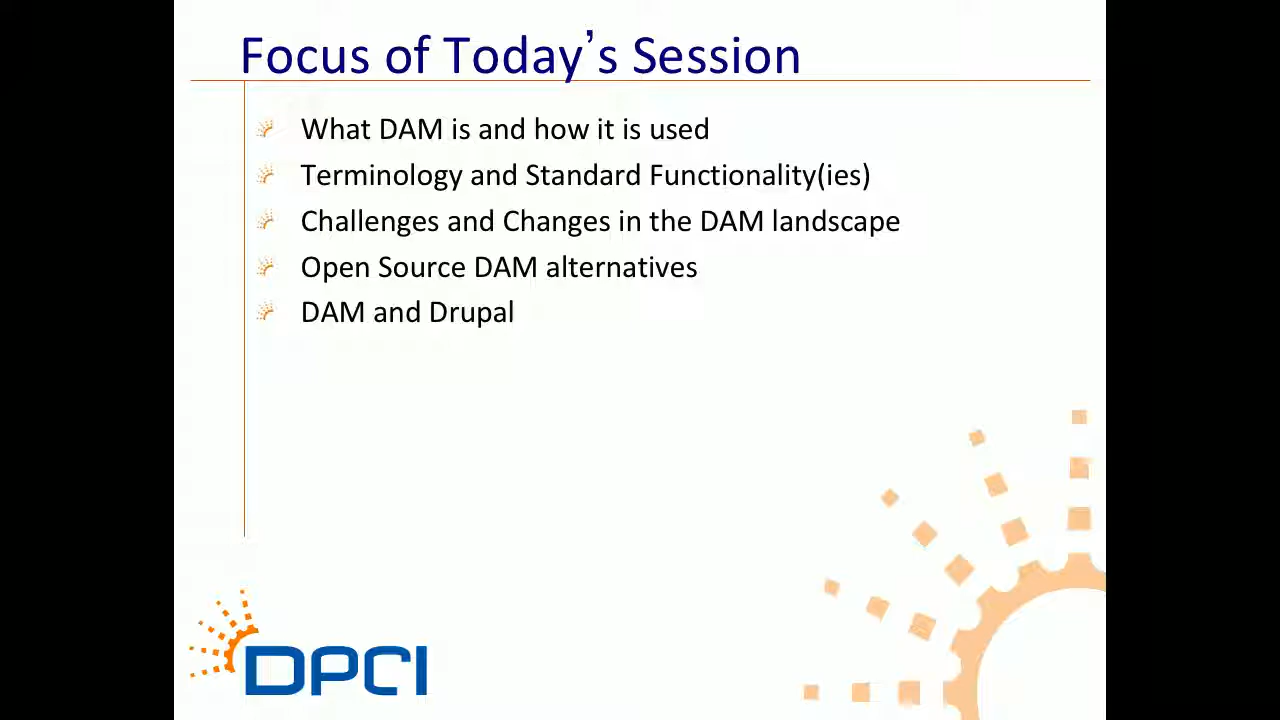 Focus of Today’s Session
What DAM is and how it is used
Terminology and Standard Functionality(ies)
Challenges and Changes in the DAM landscape
Open Source DAM alternatives
DAM and Drupal
DPCI